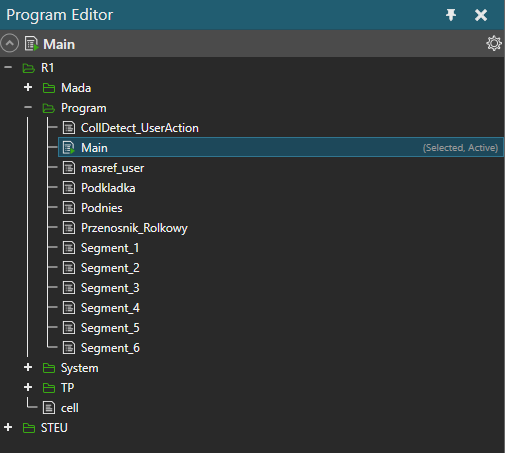 Program Editor
Main
R1
Mada
Program
CollDetect_UserAction
Main (Selected, Active)
masref_user
Podkladka
Podnies
Przenosnik_Rolkowy
Segment_1
Segment_2
Segment_3
Segment_4
Segment_5
Segment_6
System
TP
cell
STEU